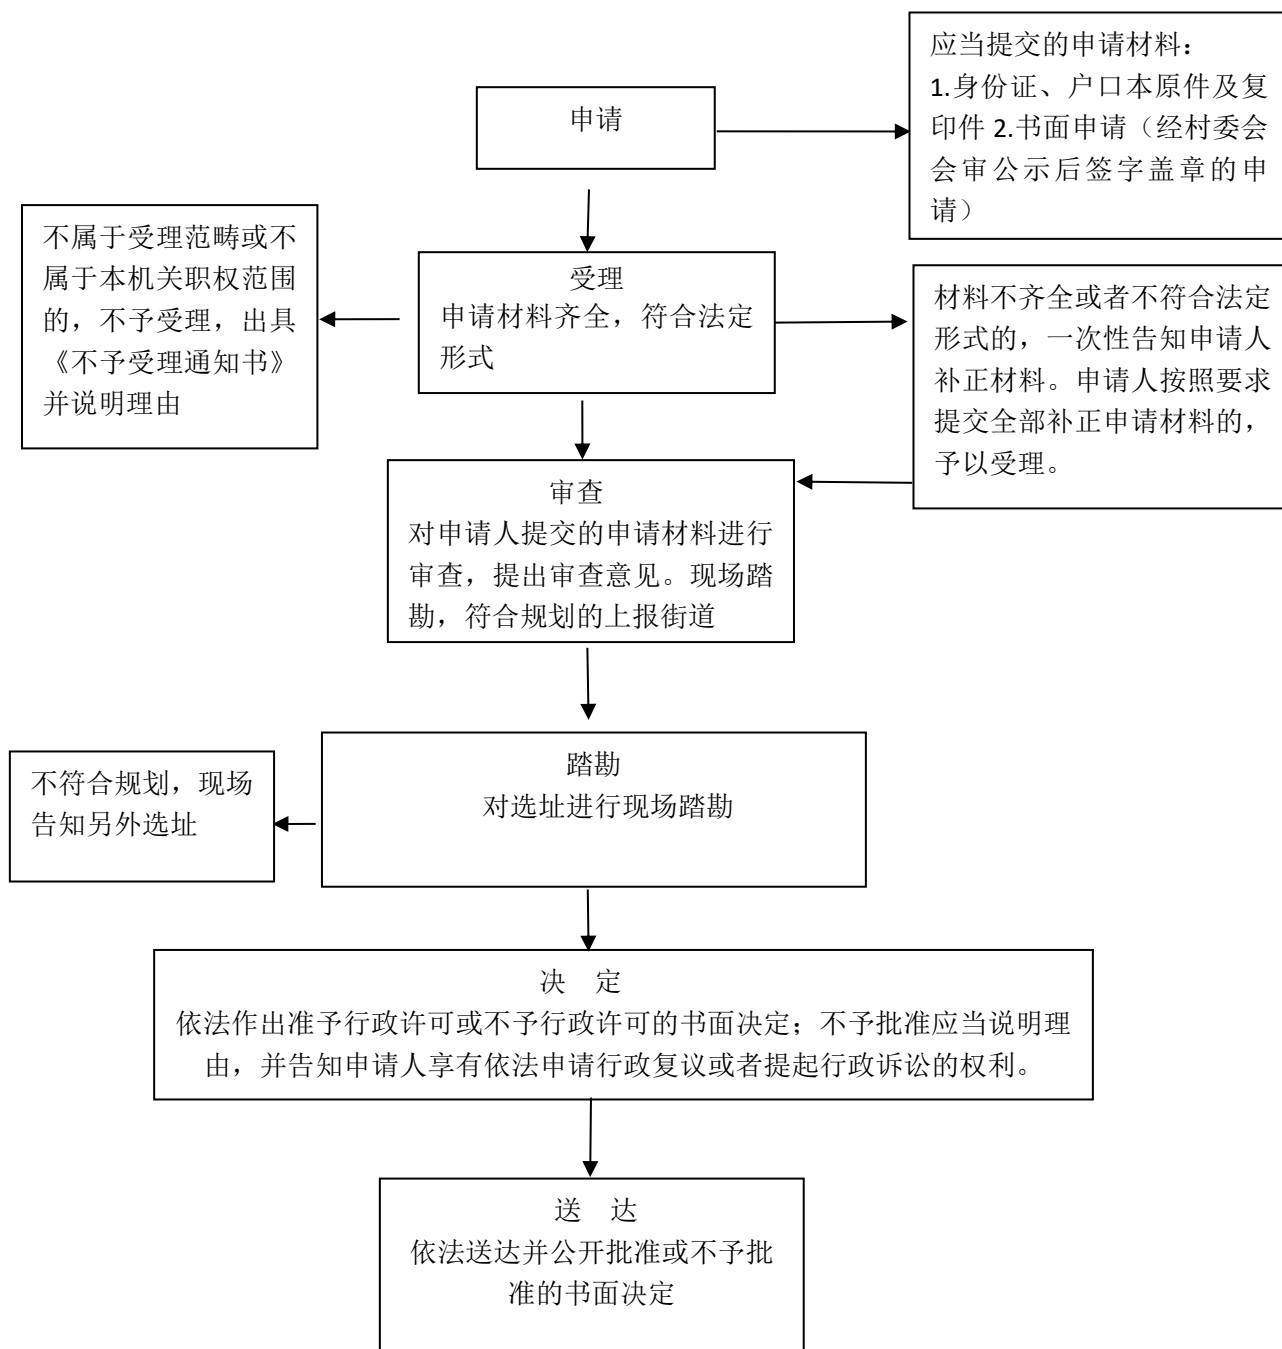 申请
应当提交的申请材料：
1.身份证、户口本原件及复
印件 2.书面申请（经村委会
会审公示后签字盖章的申
请）
不属于受理范畴或不
属于本机关职权范围
的，不予受理，出具
《不予受理通知书》
并说明理由
受理
申请材料齐全，符合法定
形式
材料不齐全或者不符合法定
形式的，一次性告知申请人
补正材料。申请人按照要求
提交全部补正申请材料的，
予以受理。
审查
对申请人提交的申请材料进行
审查，提出审查意见。现场踏
勘，符合规划的上报街道
踏勘
对选址进行现场踏勘
不符合规划，现场
告知另外选址
决　定
依法作出准予行政许可或不予行政许可的书面决定；不予批准应当说明理
由，并告知申请人享有依法申请行政复议或者提起行政诉讼的权利。
送　达
依法送达并公开批准或不予批
准的书面决定